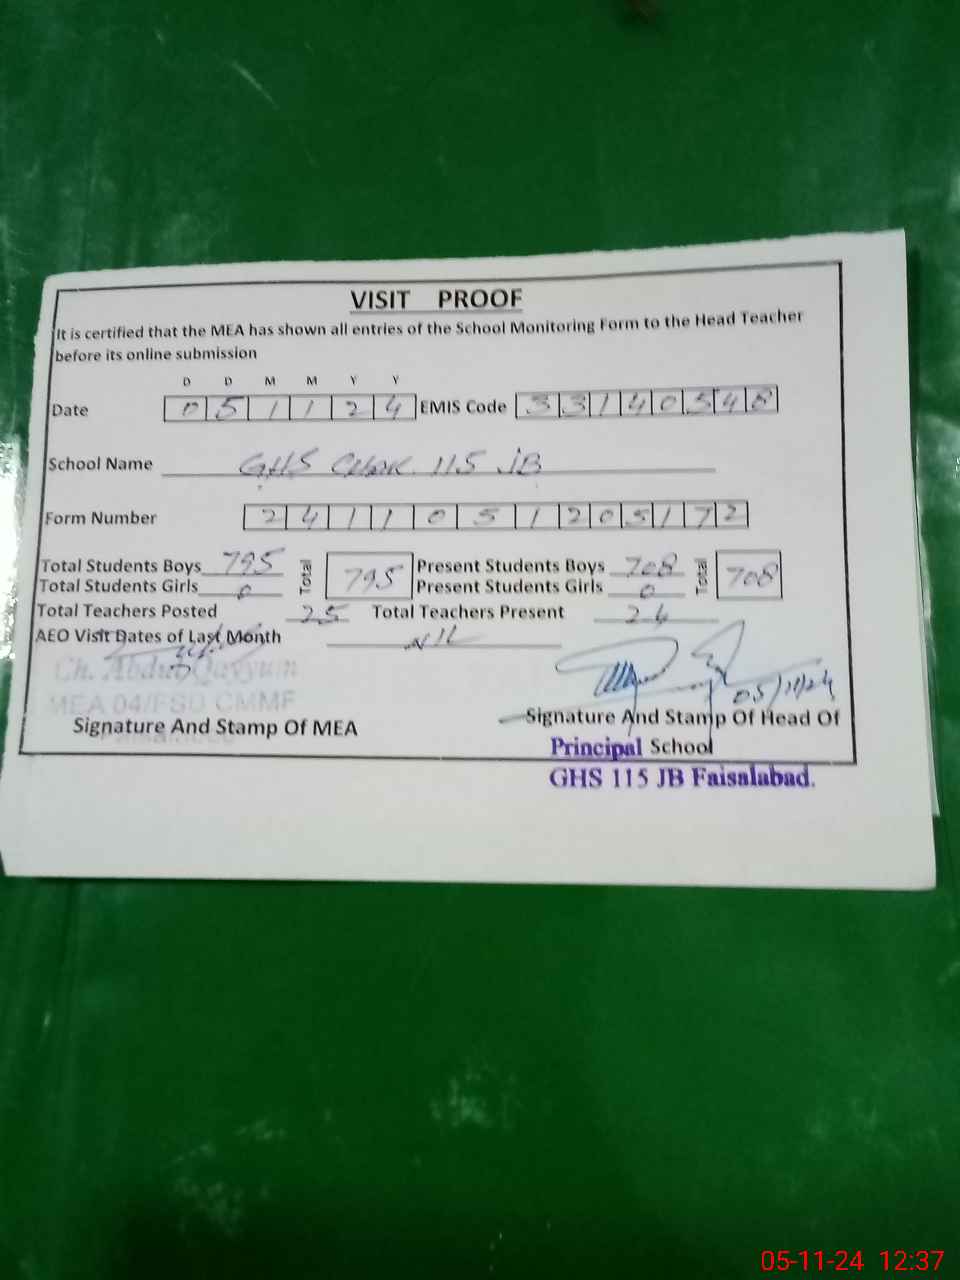 VISIT PROOF
It is certified that the MEA has shown all entries of the School Monitoring Form to the Head Teacher
before its online submission
D D M M Y Y
Date 0 5 1 1 2 4 EMIS Code 3 3 1 4 0 3 4 8
School Name GHS Chak 115 JB
Form Number 2 4 1 1 0 5 1 2 0 5 1 7 2
Total Students Boys 795 Total 795 Present Students Boys 708 Total 708
Total Students Girls 0 Present Students Girls 0
Total Teachers Posted 25 Total Teachers Present 24
AEO Visit Dates of Last Month NIL
Ch. Abdul Qayyum
MEA 04/FSD CMMF
05/11/24
Signature And Stamp Of MEA Signature And Stamp Of Head Of
Principal School
GHS 115 JB Faisalabad.
05-11-24 12:37